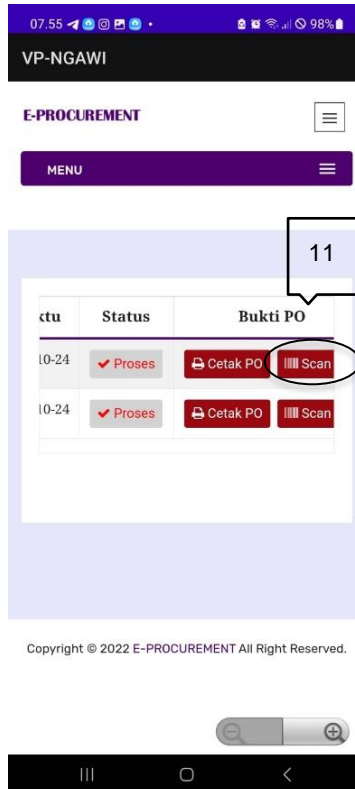 07.55 98%
VP-NGAWI
E-PROCUREMENT
MENU
11
ktu Status Bukti PO
10-24 Proses Cetak PO Scan
10-24 Proses Cetak PO Scan
Copyright © 2022 E-PROCUREMENT All Right Reserved.